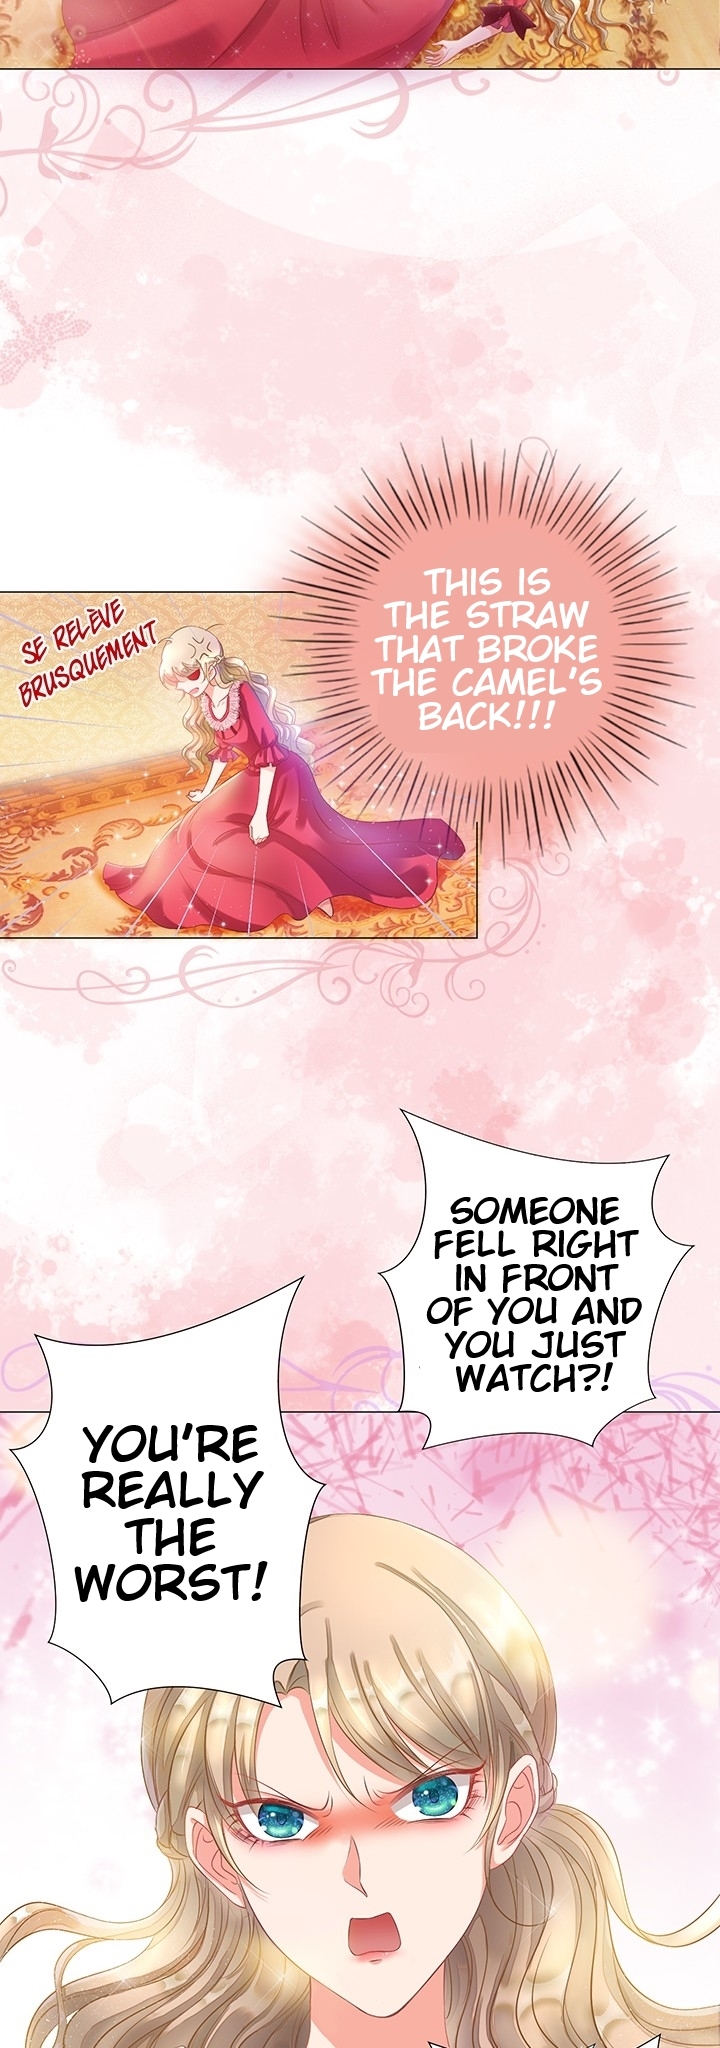 SE RELÈVE
BRUSQUEMENT
THIS IS
THE STRAW
THAT BROKE
THE CAMEL'S
BACK!!!
SOMEONE
FELL RIGHT
IN FRONT
OF YOU AND
YOU JUST
WATCH?!
YOU'RE
REALLY
THE
WORST!